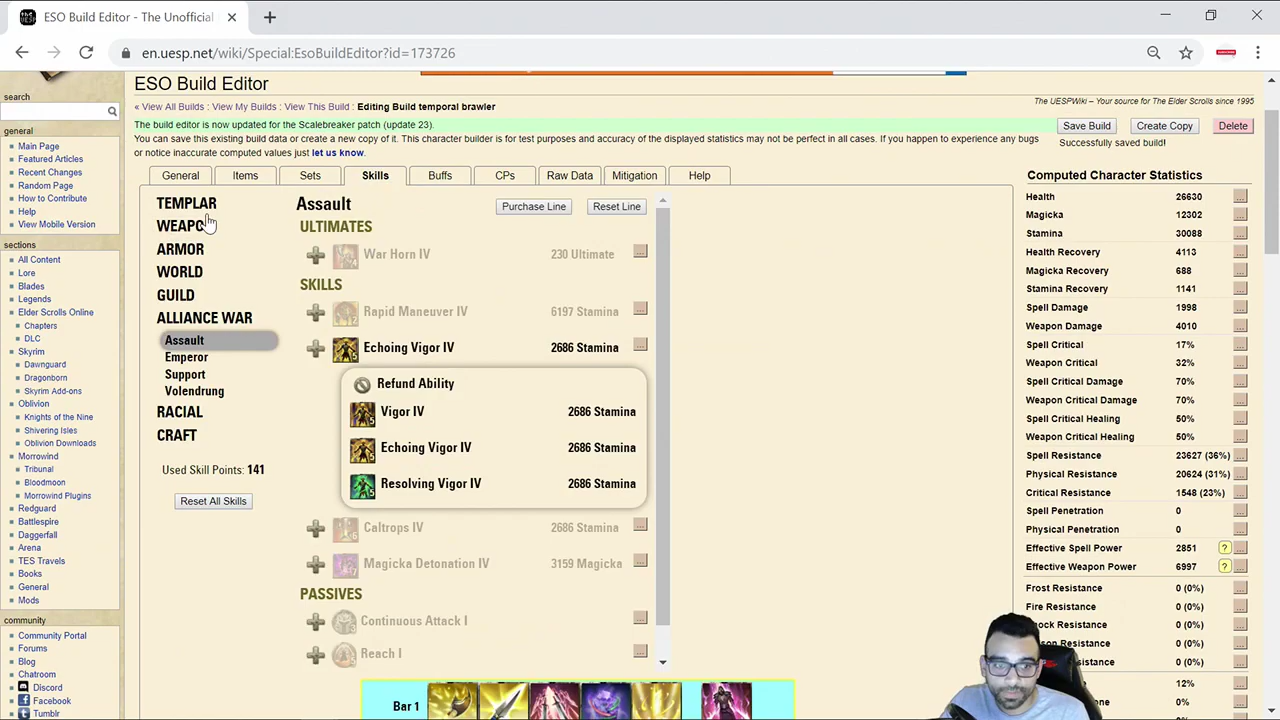 ESO Build Editor - The Unofficial
en.uesp.net/wiki/Special:EsoBuildEditor?id=173726
search
general
Main Page
Featured Articles
Recent Changes
Random Page
How to Contribute
Help
View Mobile Version
sections
All Content
Lore
Blades
Legends
Elder Scrolls Online
Chapters
DLC
Skyrim
Dawnguard
Dragonborn
Skyrim Add-ons
Oblivion
Knights of the Nine
Shivering Isles
Oblivion Downloads
Morrowind
Tribunal
Bloodmoon
Morrowind Plugins
Redguard
Battlespire
Daggerfall
Arena
TES Travels
Books
General
Mods
community
Community Portal
Forums
Blog
Chatroom
Discord
Facebook
Tumblr
ESO Build Editor
« View All Builds : View My Builds : View This Build : Editing Build temporal brawler
The UESPWiki – Your source for The Elder Scrolls since 1995
The build editor is now updated for the Scalebreaker patch (update 23).
You can save this existing build data or create a new copy of it. This character builder is for test purposes and accuracy of the displayed statistics may not be perfect in all cases. If you happen to experience any bugs
or notice inaccurate computed values just let us know.
Save Build Create Copy Delete
Successfully saved build!
General Items Sets Skills Buffs CPs Raw Data Mitigation Help
TEMPLAR
ARMOR
WORLD
GUILD
ALLIANCE WAR
Assault
Emperor
Support
Volendrung
RACIAL
CRAFT
Used Skill Points: 141
Reset All Skills
Assault Purchase Line Reset Line
ULTIMATES
War Horn IV 230 Ultimate
SKILLS
Rapid Maneuver IV 6197 Stamina
Echoing Vigor IV 2686 Stamina
Refund Ability
Vigor IV 2686 Stamina
Echoing Vigor IV 2686 Stamina
Resolving Vigor IV 2686 Stamina
Caltrops IV 2686 Stamina
Magicka Detonation IV 3159 Magicka
PASSIVES
Continuous Attack I
Reach I
Bar 1
Computed Character Statistics
Health 26630
Magicka 12302
Stamina 30088
Health Recovery 4113
Magicka Recovery 688
Stamina Recovery 1141
Spell Damage 1998
Weapon Damage 4010
Spell Critical 17%
Weapon Critical 32%
Spell Critical Damage 70%
Weapon Critical Damage 70%
Spell Critical Healing 50%
Weapon Critical Healing 50%
Spell Resistance 23627 (36%)
Physical Resistance 20624 (31%)
Critical Resistance 1548 (23%)
Spell Penetration 0
Physical Penetration 0
Effective Spell Power 2851 ?
Effective Weapon Power 6997 ?
Frost Resistance 0 (0%)
Fire Resistance 0 (0%)
Resistance 0 (0%)
Resistance 0 (0%)
0 (0%)
12%
0%